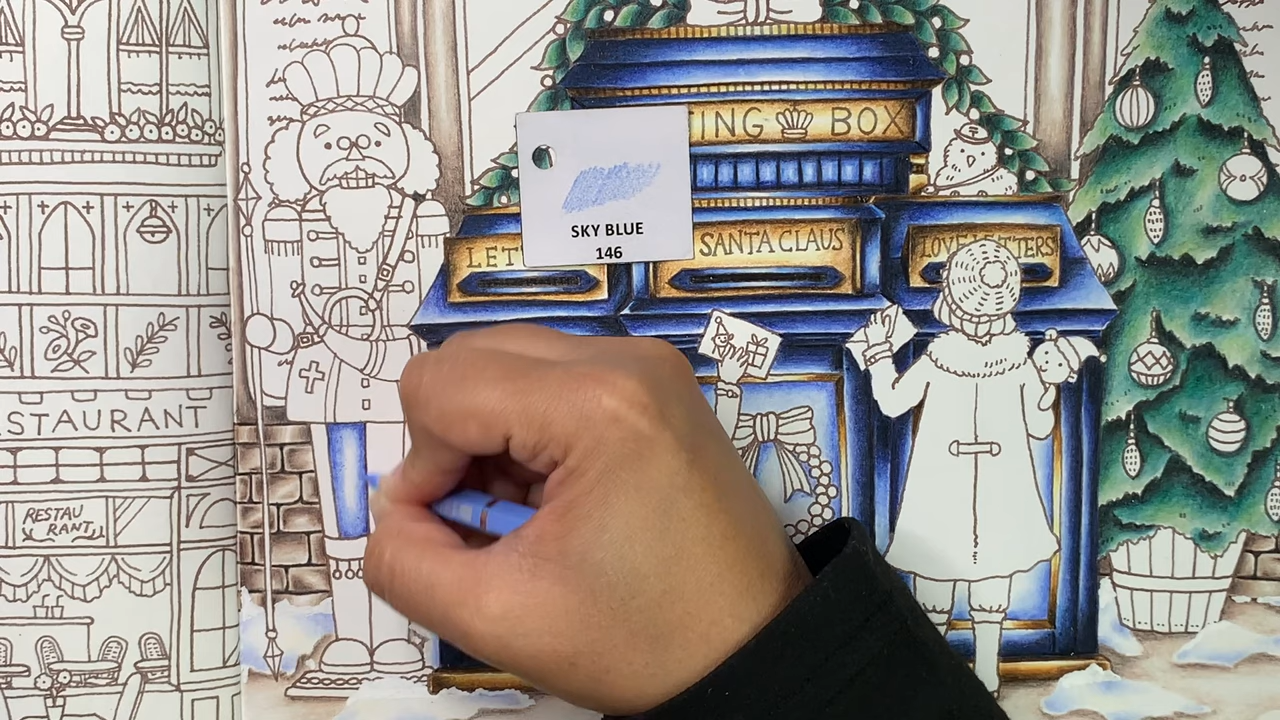 ING BOX
SKY BLUE
146
LET
SANTA CLAUS
LOVE LETTERS
STAURANT
RESTAU
RANT